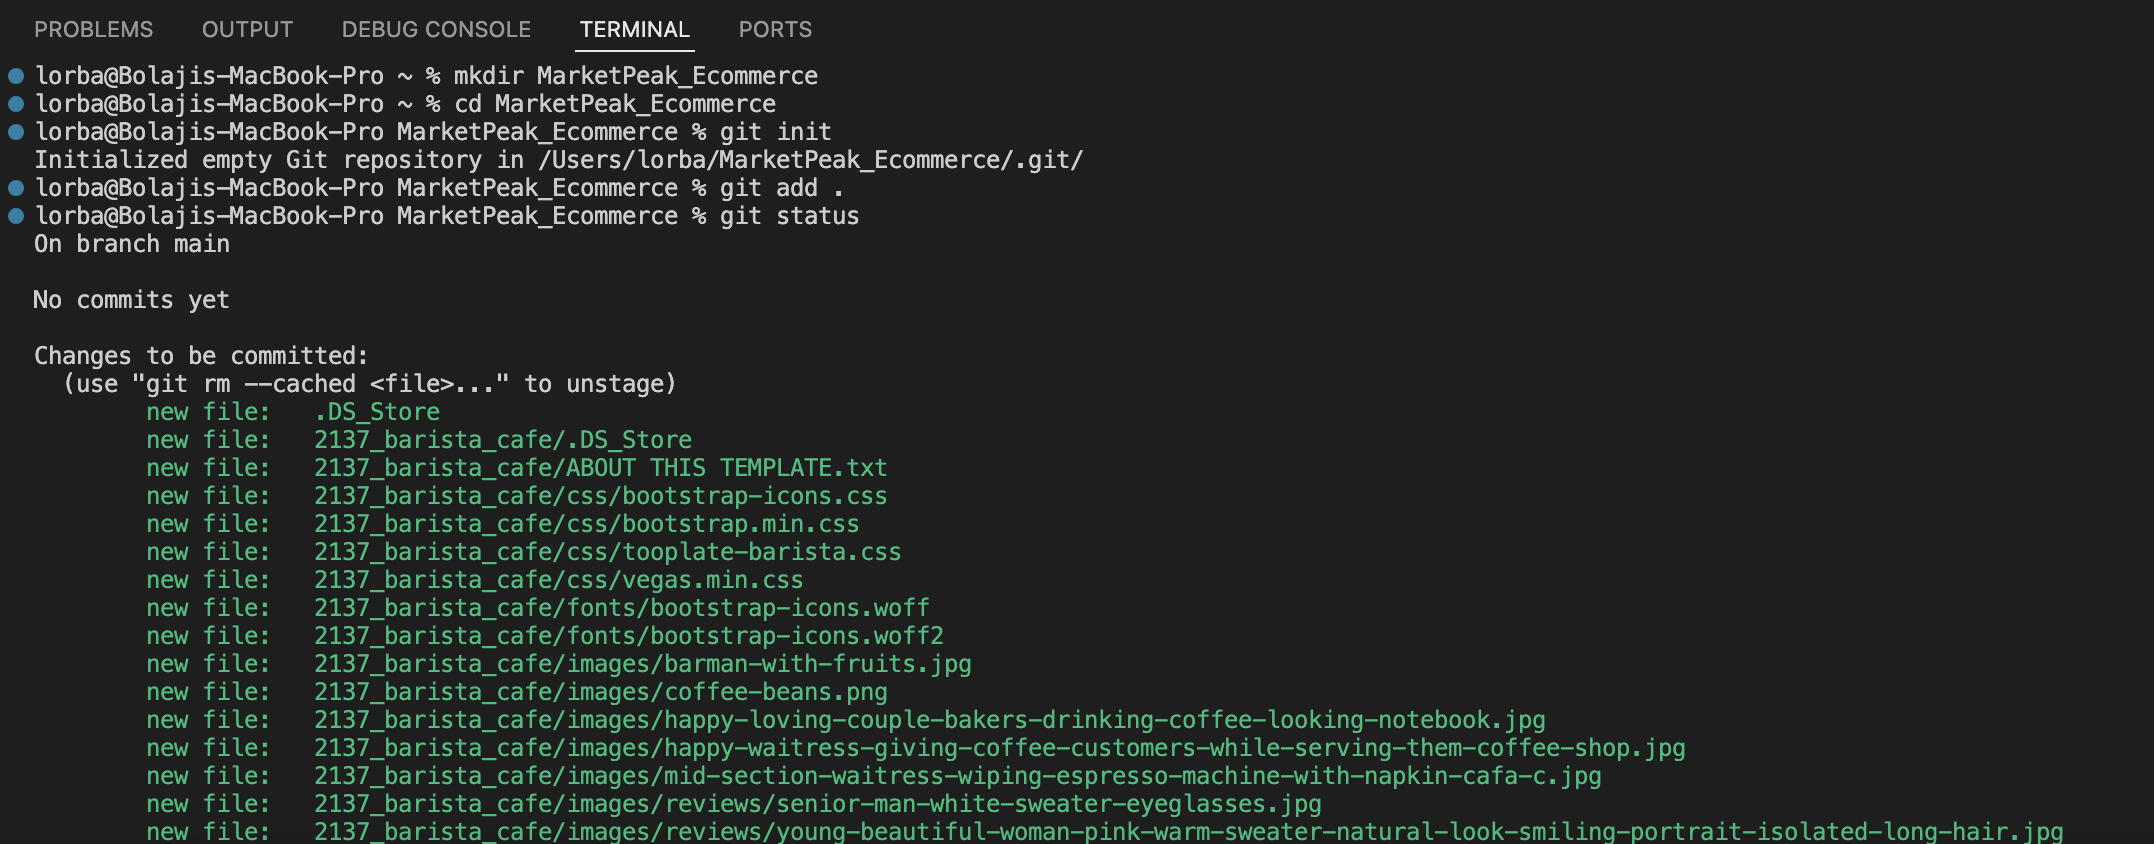 PROBLEMS OUTPUT DEBUG CONSOLE TERMINAL PORTS
lorba@Bolajis-MacBook-Pro ~ % mkdir MarketPeak_Ecommerce
lorba@Bolajis-MacBook-Pro ~ % cd MarketPeak_Ecommerce
lorba@Bolajis-MacBook-Pro MarketPeak_Ecommerce % git init
Initialized empty Git repository in /Users/lorba/MarketPeak_Ecommerce/.git/
lorba@Bolajis-MacBook-Pro MarketPeak_Ecommerce % git add .
lorba@Bolajis-MacBook-Pro MarketPeak_Ecommerce % git status
On branch main
No commits yet
Changes to be committed:
(use "git rm --cached <file>..." to unstage)
new file: .DS_Store
new file: 2137_barista_cafe/.DS_Store
new file: 2137_barista_cafe/ABOUT THIS TEMPLATE.txt
new file: 2137_barista_cafe/css/bootstrap-icons.css
new file: 2137_barista_cafe/css/bootstrap.min.css
new file: 2137_barista_cafe/css/tooplate-barista.css
new file: 2137_barista_cafe/css/vegas.min.css
new file: 2137_barista_cafe/fonts/bootstrap-icons.woff
new file: 2137_barista_cafe/fonts/bootstrap-icons.woff2
new file: 2137_barista_cafe/images/barman-with-fruits.jpg
new file: 2137_barista_cafe/images/coffee-beans.png
new file: 2137_barista_cafe/images/happy-loving-couple-bakers-drinking-coffee-looking-notebook.jpg
new file: 2137_barista_cafe/images/happy-waitress-giving-coffee-customers-while-serving-them-coffee-shop.jpg
new file: 2137_barista_cafe/images/mid-section-waitress-wiping-espresso-machine-with-napkin-cafa-c.jpg
new file: 2137_barista_cafe/images/reviews/senior-man-white-sweater-eyeglasses.jpg
new file: 2137_barista_cafe/images/reviews/young-beautiful-woman-pink-warm-sweater-natural-look-smiling-portrait-isolated-long-hair.jpg